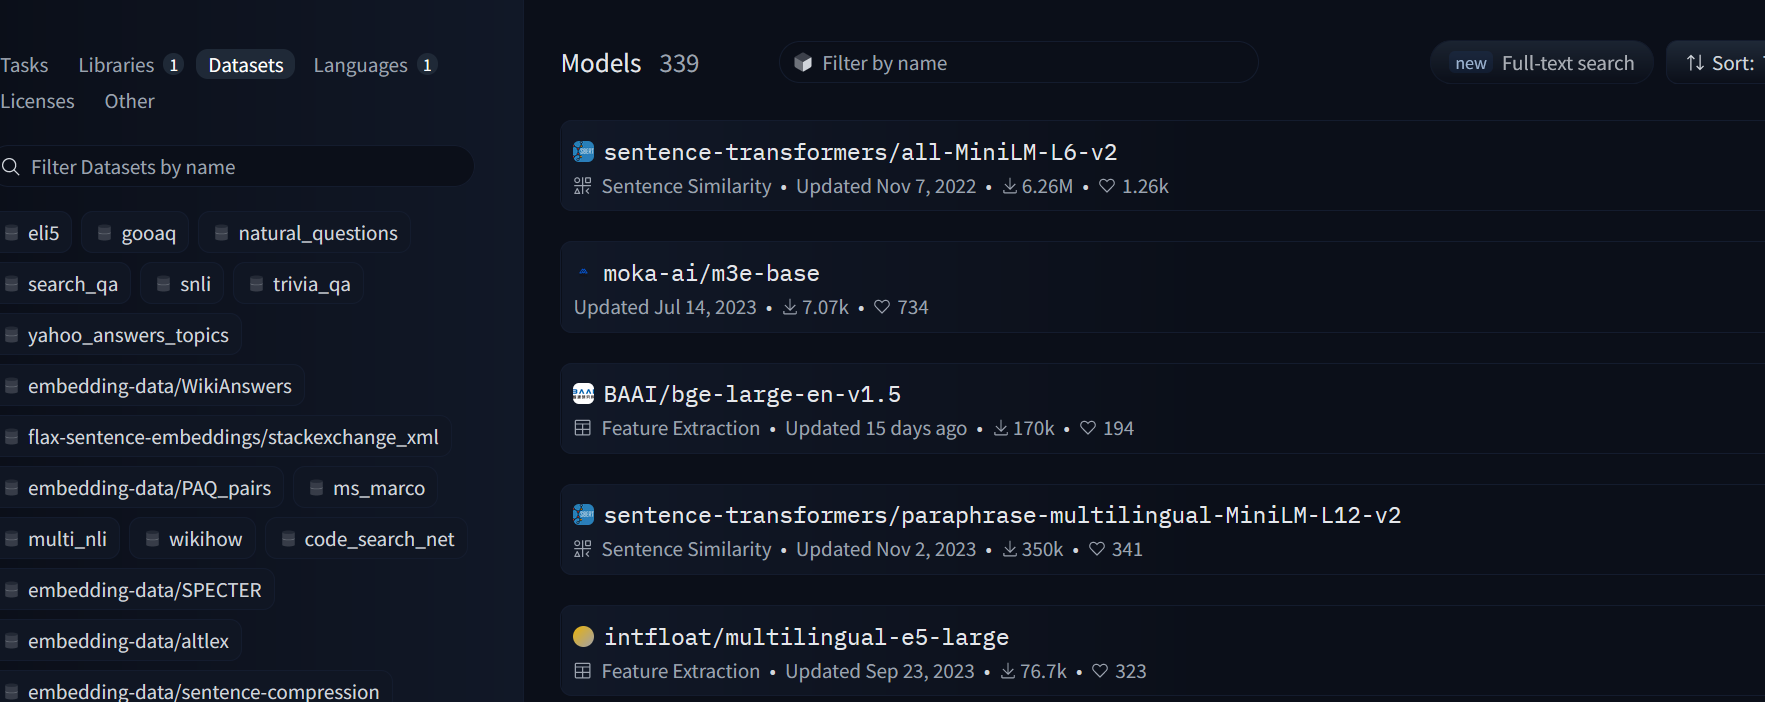 Tasks Libraries 1 Datasets Languages 1
Licenses Other
Filter Datasets by name
eli5 gooaq natural_questions
search_qa snli trivia_qa
yahoo_answers_topics
embedding-data/WikiAnswers
flax-sentence-embeddings/stackexchange_xml
embedding-data/PAQ_pairs ms_marco
multi_nli wikihow code_search_net
embedding-data/SPECTER
embedding-data/altlex
embedding-data/sentence-compression
Models 339 Filter by name new Full-text search Sort:
sentence-transformers/all-MiniLM-L6-v2
Sentence Similarity • Updated Nov 7, 2022 • 6.26M • 1.26k
moka-ai/m3e-base
Updated Jul 14, 2023 • 7.07k • 734
BAAI/bge-large-en-v1.5
Feature Extraction • Updated 15 days ago • 170k • 194
sentence-transformers/paraphrase-multilingual-MiniLM-L12-v2
Sentence Similarity • Updated Nov 2, 2023 • 350k • 341
intfloat/multilingual-e5-large
Feature Extraction • Updated Sep 23, 2023 • 76.7k • 323